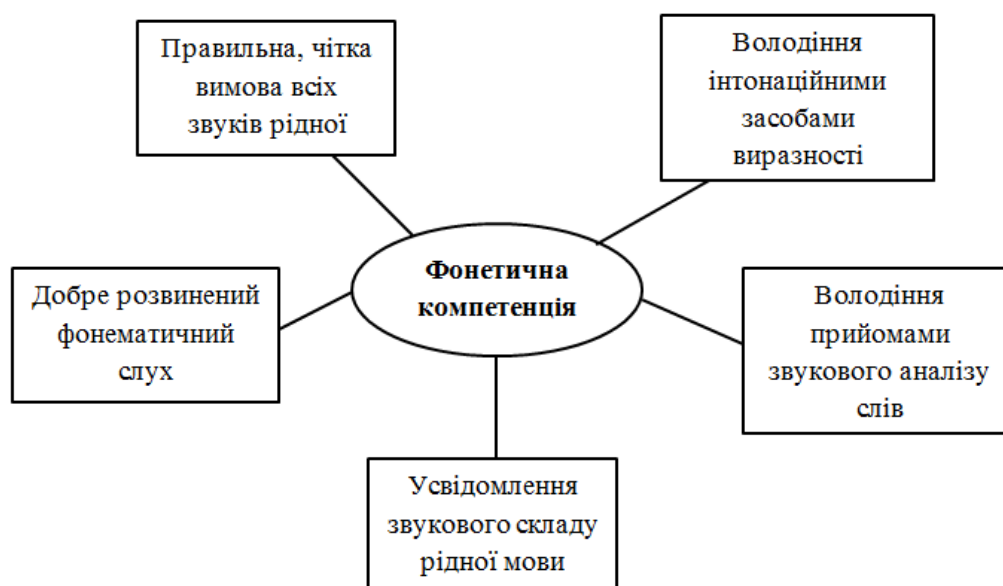 Правильна, чітка
вимова всіх
звуків рідної
Володіння
інтонаційними
засобами
виразності
Фонетична
компетенція
Добре розвинений
фонематичний
слух
Володіння
прийомами
звукового аналізу
слів
Усвідомлення
звукового складу
рідної мови